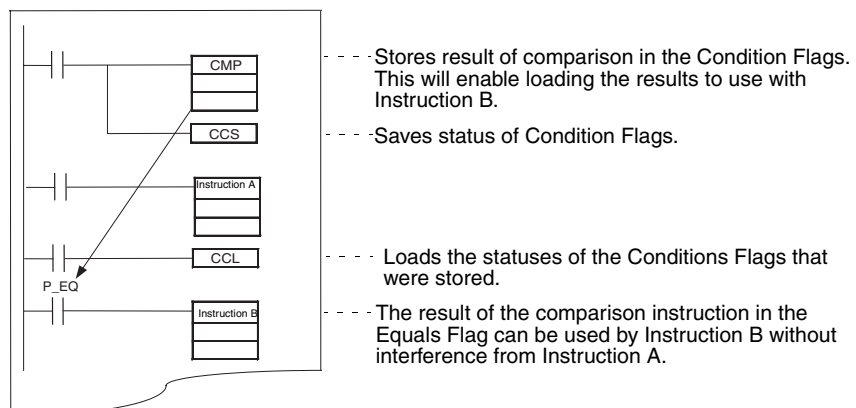 CMP
Stores result of comparison in the Condition Flags.
This will enable loading the results to use with
Instruction B.
CCS
Saves status of Condition Flags.
Instruction A
CCL
Loads the statuses of the Conditions Flags that
were stored.
P_EQ
Instruction B
The result of the comparison instruction in the
Equals Flag can be used by Instruction B without
interference from Instruction A.